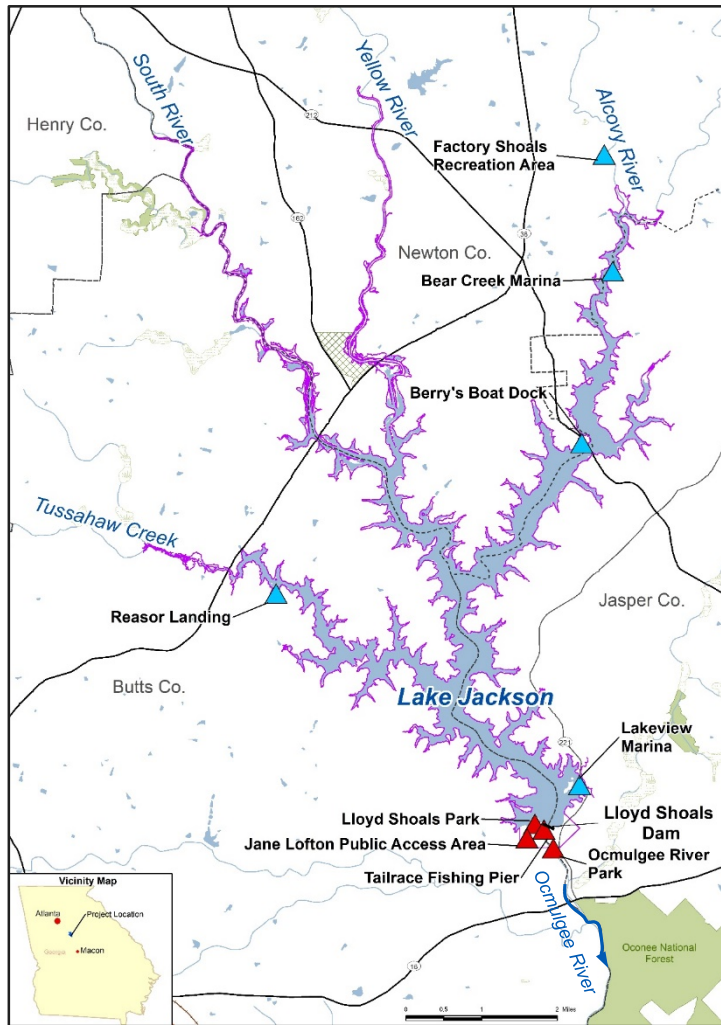 South River
Yellow River
Alcovy River
Henry Co.
212
Factory Shoals
Recreation Area
162
36
Newton Co.
Bear Creek Marina
Berry's Boat Dock
Tussahaw Creek
Reasor Landing
Jasper Co.
Butts Co.
Lake Jackson
Lakeview
Marina
221
Lloyd Shoals Park
Lloyd Shoals
Dam
Jane Lofton Public Access Area
Ocmulgee River
Park
Tailrace Fishing Pier
Ocmulgee River
Vicinity Map
Atlanta
Project Location
Georgia
Macon
Oconee National
Forest
16
0 0.5 1 2
Miles